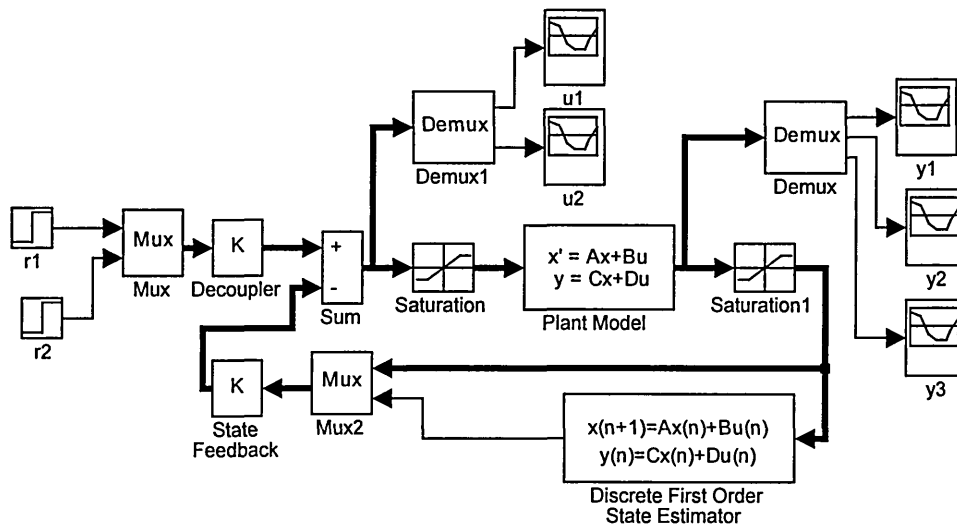 u1
Demux
Demux1
u2
Demux
Demux
y1
y2
y3
r1
r2
Mux
Mux
K
Decoupler
+
-
Sum
Saturation
x' = Ax+Bu
y = Cx+Du
Plant Model
Saturation1
K
State
Feedback
Mux
Mux2
x(n+1)=Ax(n)+Bu(n)
y(n)=Cx(n)+Du(n)
Discrete First Order
State Estimator